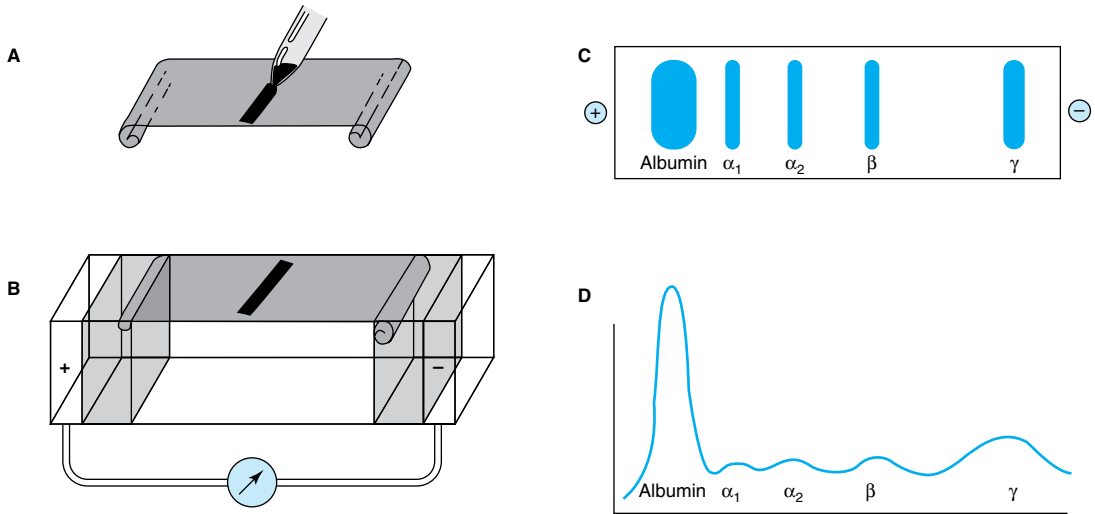 A
B
+ −
C
+ −
Albumin α₁ α₂ β γ
D
Albumin α₁ α₂ β γ